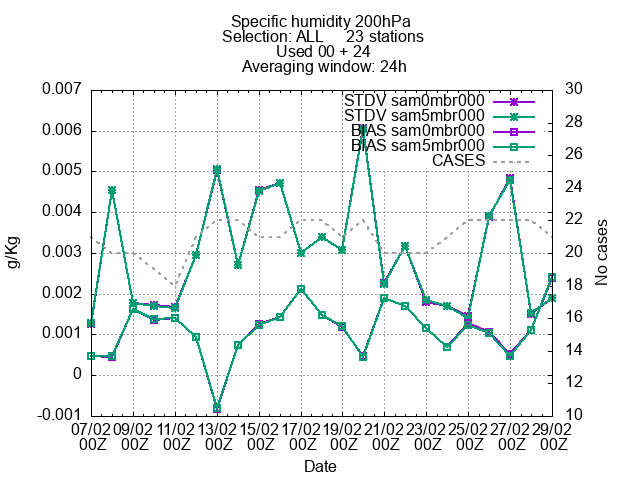 Specific humidity 200hPa
Selection: ALL 23 stations
Used 00 + 24
Averaging window: 24h
STDV sam0mbr000
STDV sam5mbr000
BIAS sam0mbr000
BIAS sam5mbr000
CASES
g/Kg
0.007
0.006
0.005
0.004
0.003
0.002
0.001
0
-0.001
No cases
30
28
26
24
22
20
18
16
14
12
10
07/02 09/02 11/02 13/02 15/02 17/02 19/02 21/02 23/02 25/02 27/02 29/02
00Z 00Z 00Z 00Z 00Z 00Z 00Z 00Z 00Z 00Z 00Z 00Z
Date